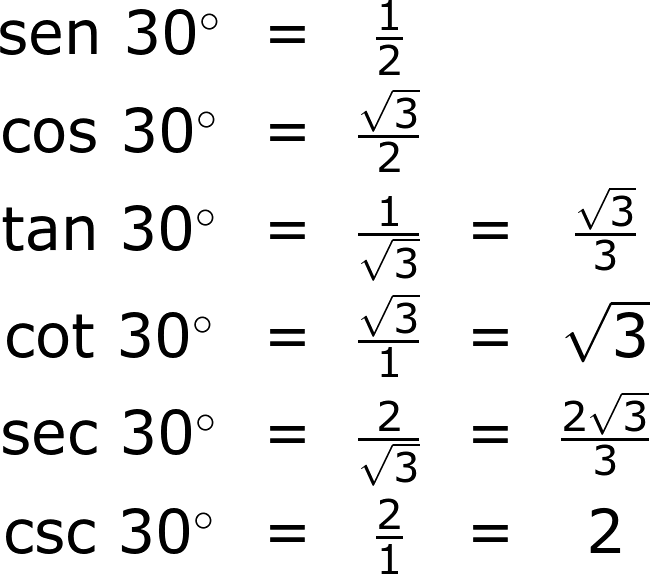 sen 30° = 1/2
cos 30° = √3/2
tan 30° = 1/√3 = √3/3
cot 30° = √3/1 = √3
sec 30° = 2/√3 = 2√3/3
csc 30° = 2/1 = 2